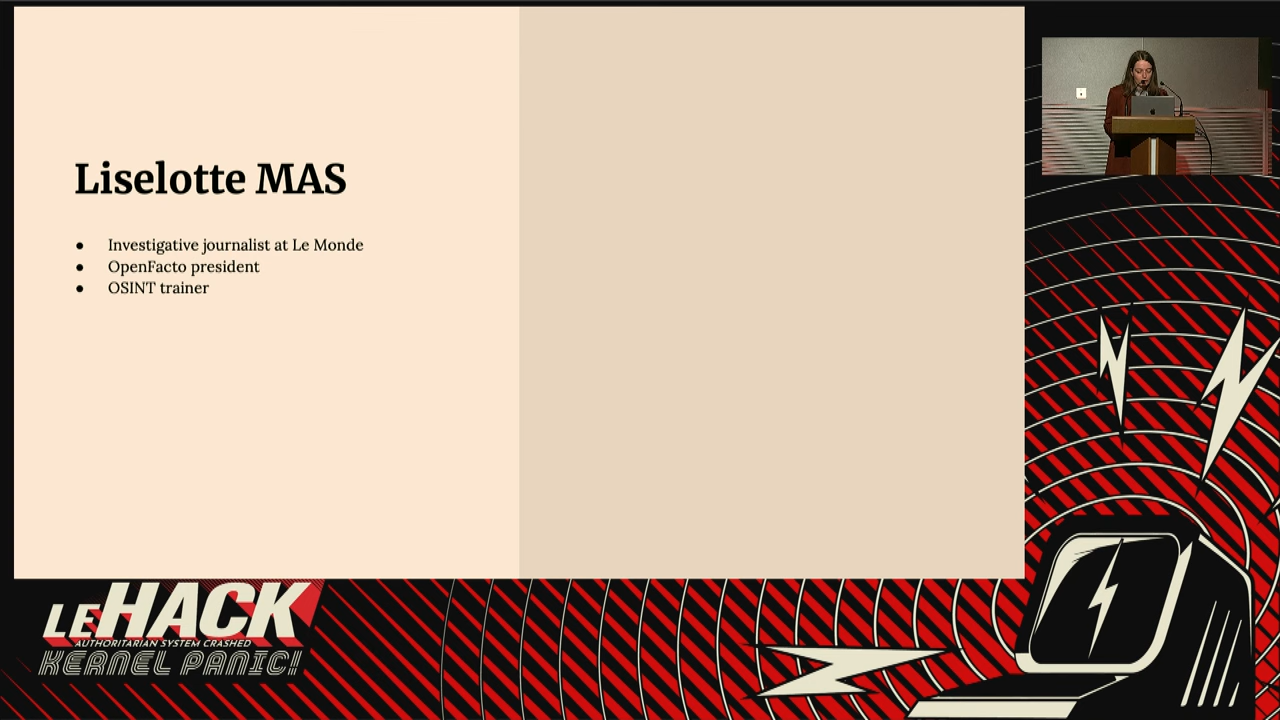 Liselotte MAS
● Investigative journalist at Le Monde
● OpenFacto president
● OSINT trainer
LEHACK
AUTHORITARIAN SYSTEM CRASHED
KERNEL PANIC!